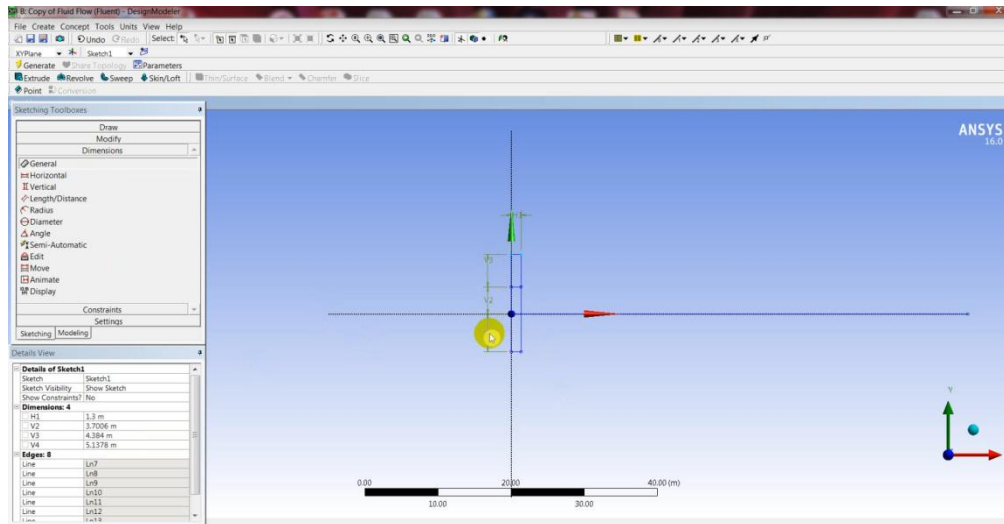 B: Copy of Fluid Flow (Fluent) - DesignModeler
File Create Concept Tools Units View Help
Undo Redo Select:
XYPlane Sketch1
Generate Share Topology Parameters
Extrude Revolve Sweep Skin/Loft Thin/Surface Blend Chamfer Slice
Point Conversion
Sketching Toolboxes
Draw
Modify
Dimensions
General
Horizontal
Vertical
Length/Distance
Radius
Diameter
Angle
Semi-Automatic
Edit
Move
Animate
Display
Constraints
Settings
Sketching Modeling
Details View
Details of Sketch1
Sketch Sketch1
Sketch Visibility Show Sketch
Show Constraints? No
Dimensions: 4
H1 1.3 m
V2 3.7006 m
V3 4.384 m
V4 5.1378 m
Edges: 8
Line Ln7
Line Ln8
Line Ln9
Line Ln10
Line Ln11
Line Ln12
Line Ln13
ANSYS
16.0
V2
Y
0.00 20.00 40.00 (m)
10.00 30.00